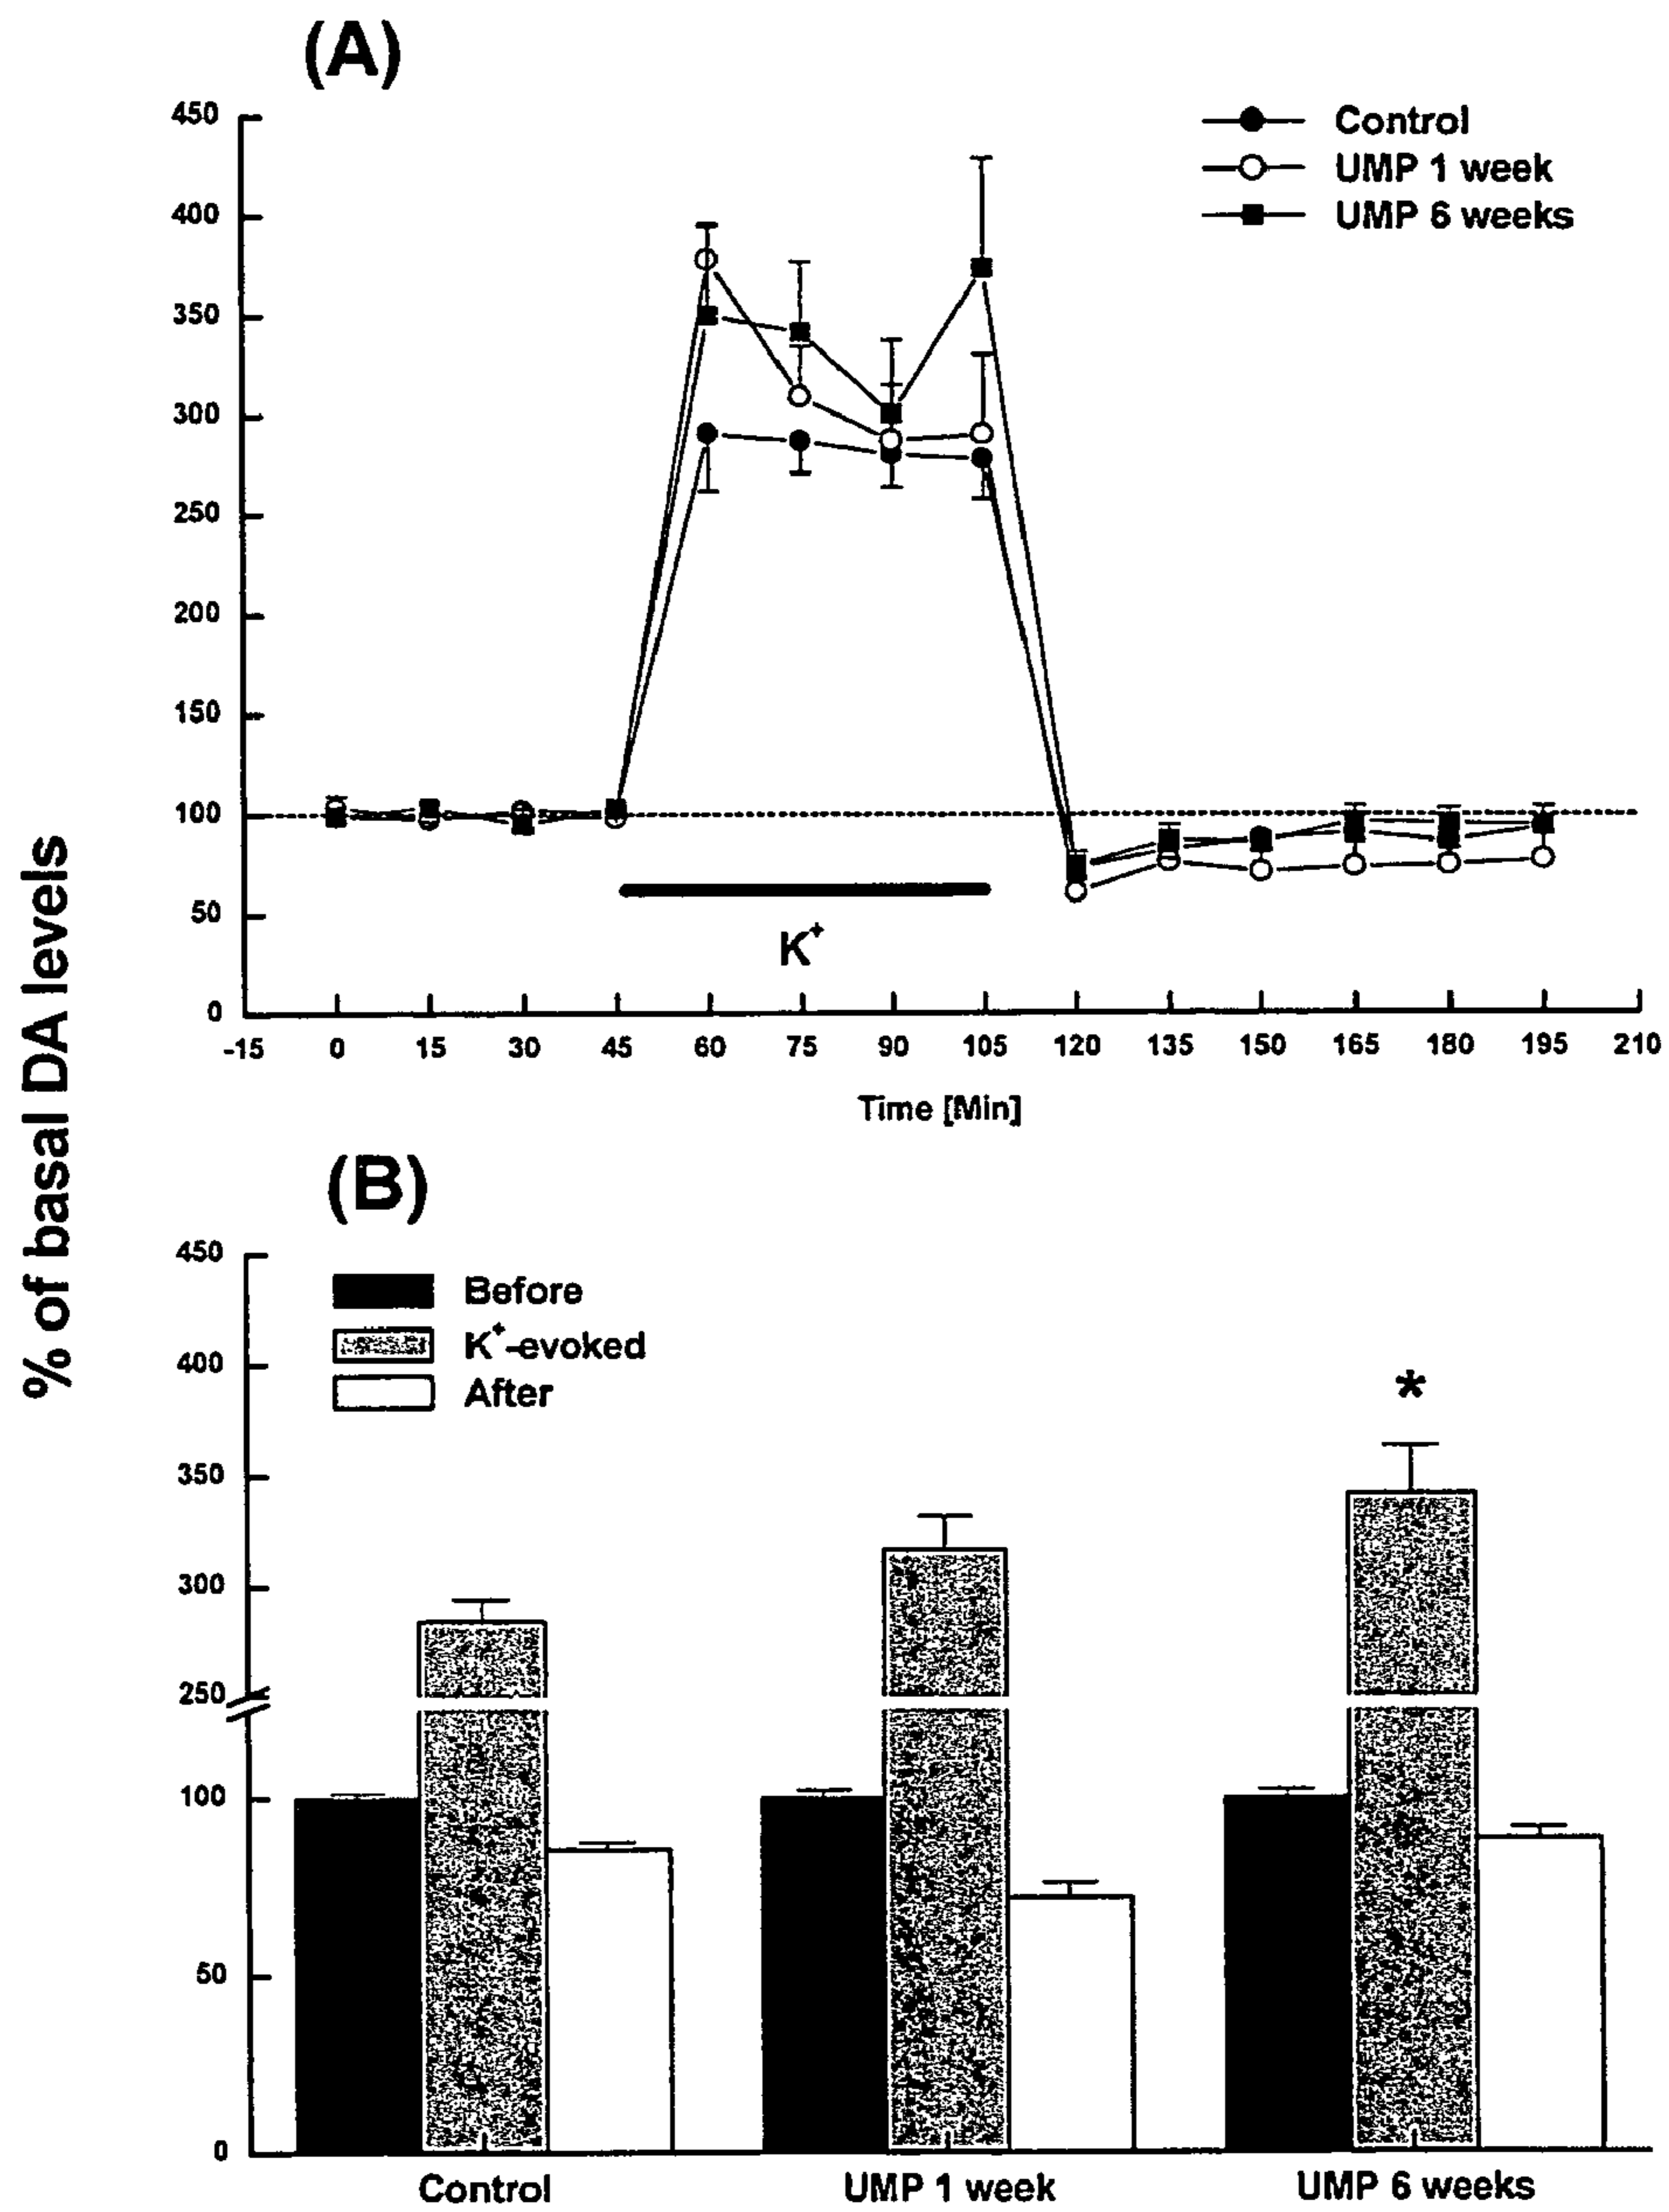 (A)
450
400
350
300
250
200
150
100
50
0
Control
UMP 1 week
UMP 6 weeks
K+
-15 0 15 30 45 60 75 90 105 120 135 150 165 180 195 210
Time [Min]
% of basal DA levels
(B)
450
400
350
300
250
100
50
0
Before
K+-evoked
After
*
Control UMP 1 week UMP 6 weeks